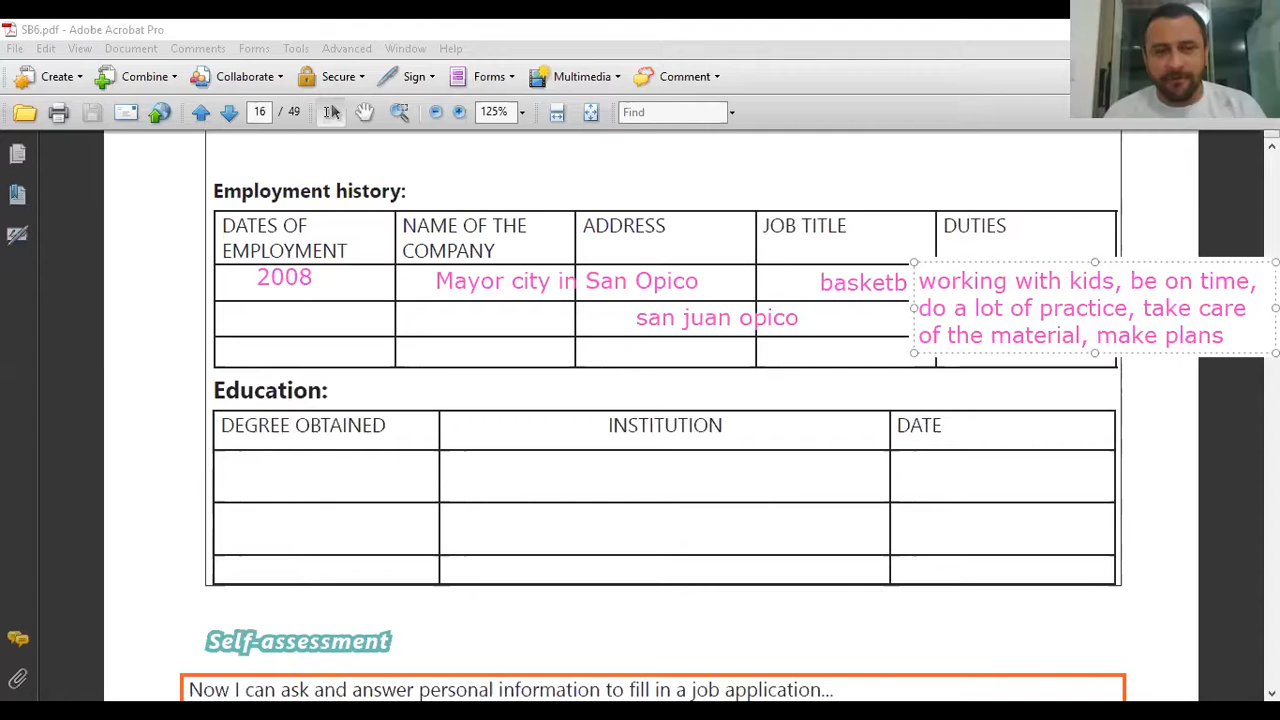 SB6.pdf - Adobe Acrobat Pro
File Edit View Document Comments Forms Tools Advanced Window Help
Create Combine Collaborate Secure Sign Forms Multimedia Comment
16 / 49 125% Find
Employment history:
DATES OF EMPLOYMENT
NAME OF THE COMPANY
ADDRESS
JOB TITLE
DUTIES
2008
Mayor city in San Opico
san juan opico
basketb
working with kids, be on time,
do a lot of practice, take care
of the material, make plans
Education:
DEGREE OBTAINED INSTITUTION DATE
Self-assessment
Now I can ask and answer personal information to fill in a job application...